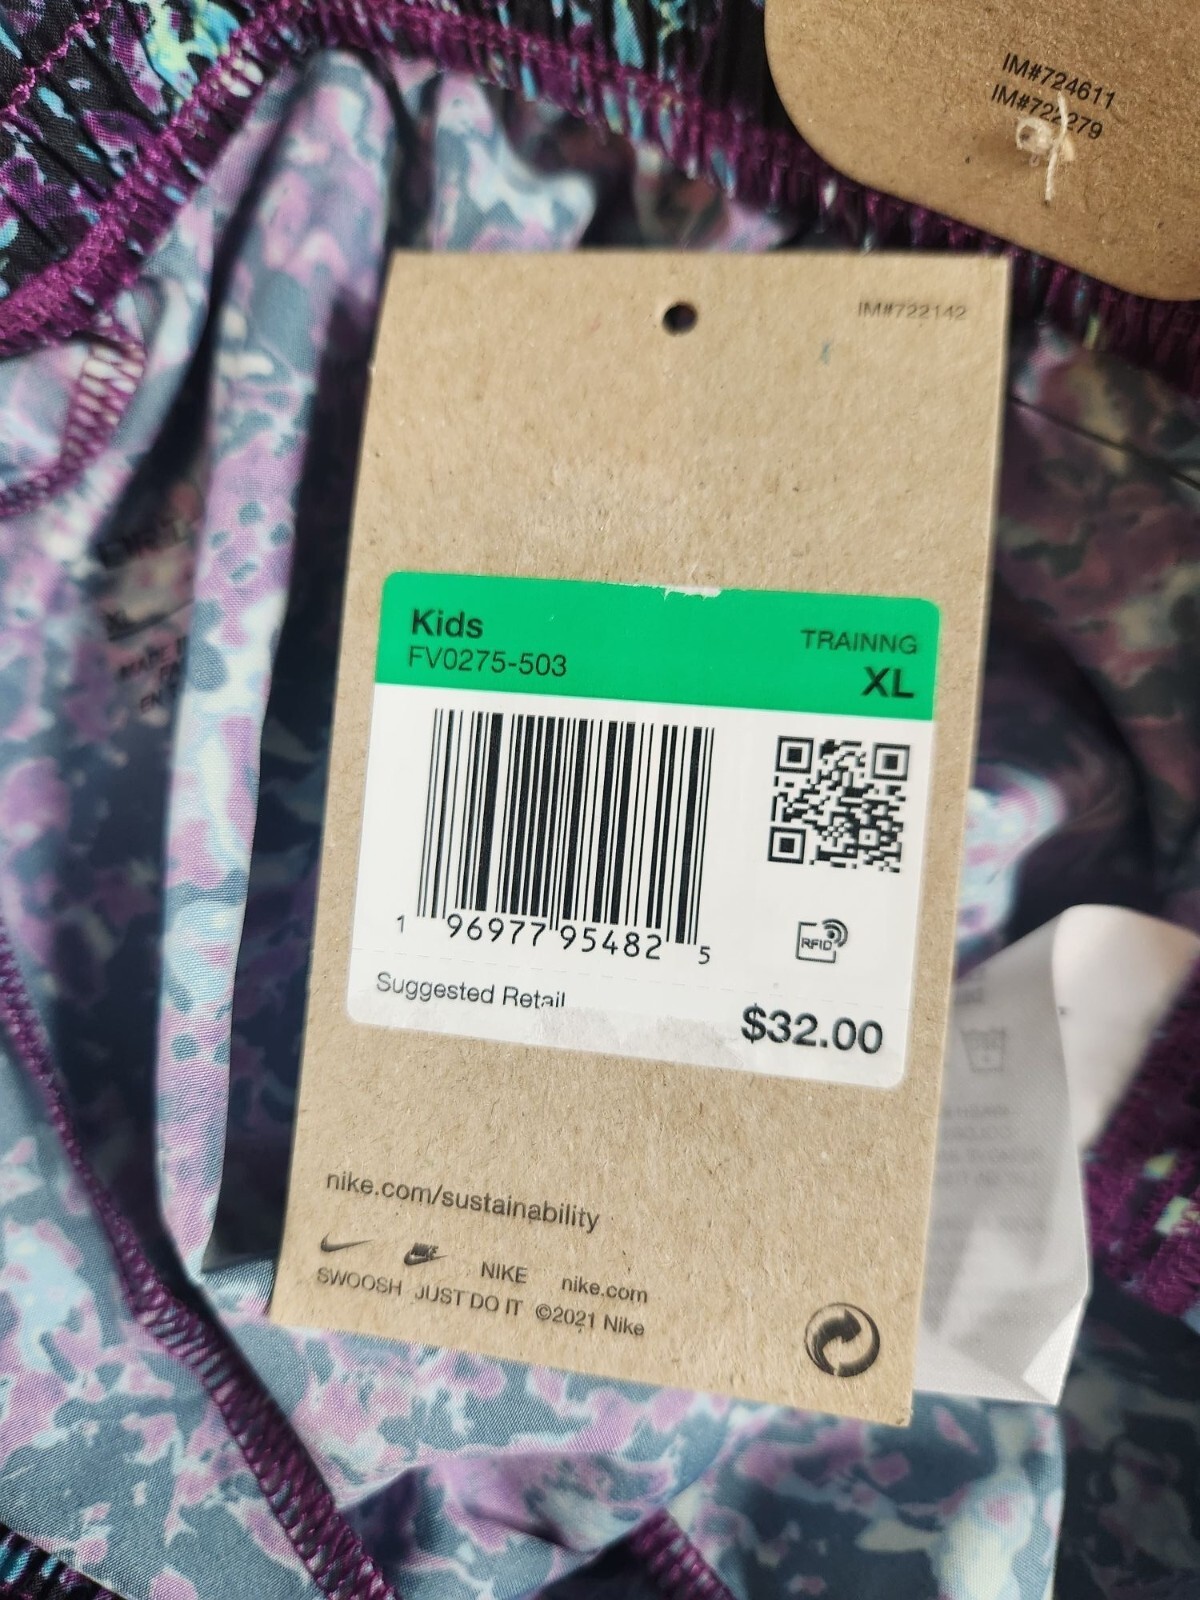 IM#724611
IM#722279
IM#722142
Kids
FV0275-503
TRAINNG
XL
1 96977 95482 5
RFID
Suggested Retail
$32.00
nike.com/sustainability
NIKE nike.com
SWOOSH JUST DO IT ©2021 Nike